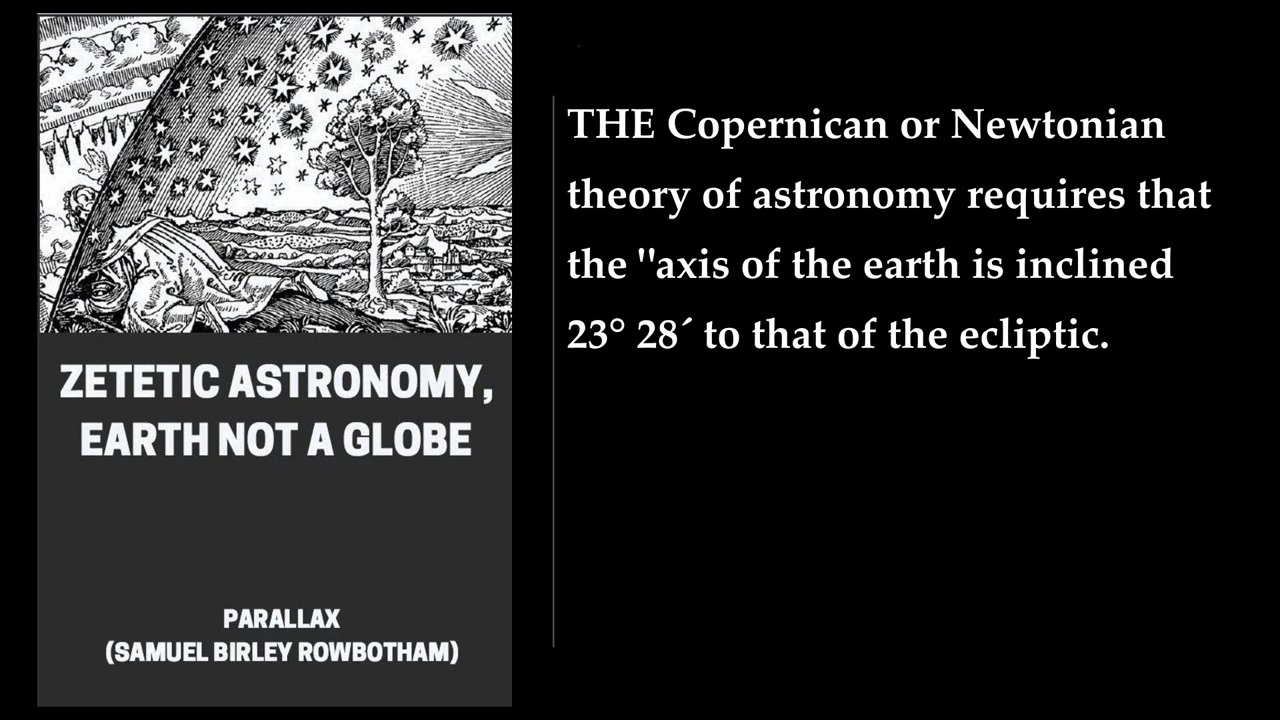 ZETETIC ASTRONOMY,
EARTH NOT A GLOBE
PARALLAX
(SAMUEL BIRLEY ROWBOTHAM)
THE Copernican or Newtonian
theory of astronomy requires that
the "axis of the earth is inclined
23° 28´ to that of the ecliptic.